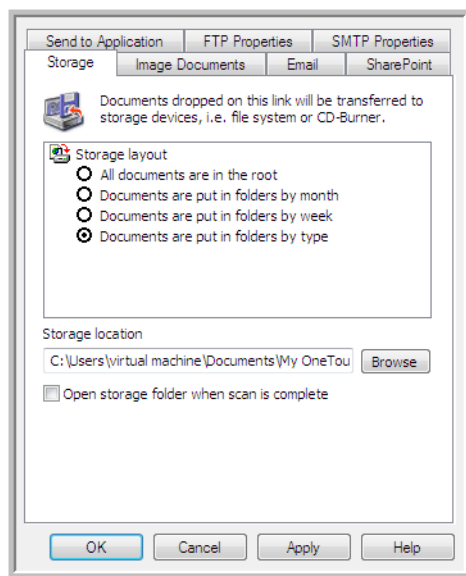 Send to Application FTP Properties SMTP Properties
Storage Image Documents Email SharePoint
Documents dropped on this link will be transferred to
storage devices, i.e. file system or CD-Burner.
Storage layout
All documents are in the root
Documents are put in folders by month
Documents are put in folders by week
Documents are put in folders by type
Storage location
C:\Users\virtual machine\Documents\My OneTou Browse
Open storage folder when scan is complete
OK Cancel Apply Help